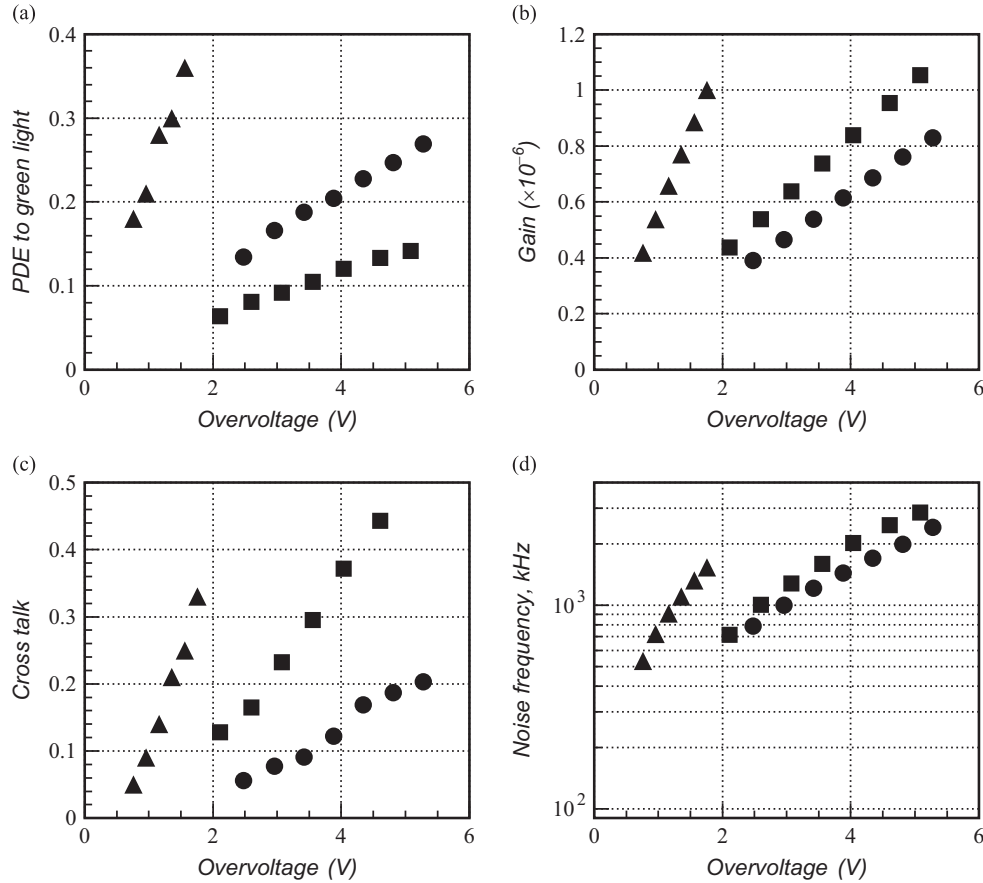 (a)
0.4
0.3
0.2
0.1
0
PDE to green light
0 2 4 6
Overvoltage (V)
(b)
1.2
1
0.8
0.6
0.4
0.2
0
Gain (×10⁻⁶)
0 2 4 6
Overvoltage (V)
(c)
0.5
0.4
0.3
0.2
0.1
0
Cross talk
0 2 4 6
Overvoltage (V)
(d)
10³
10²
Noise frequency, kHz
0 2 4 6
Overvoltage (V)